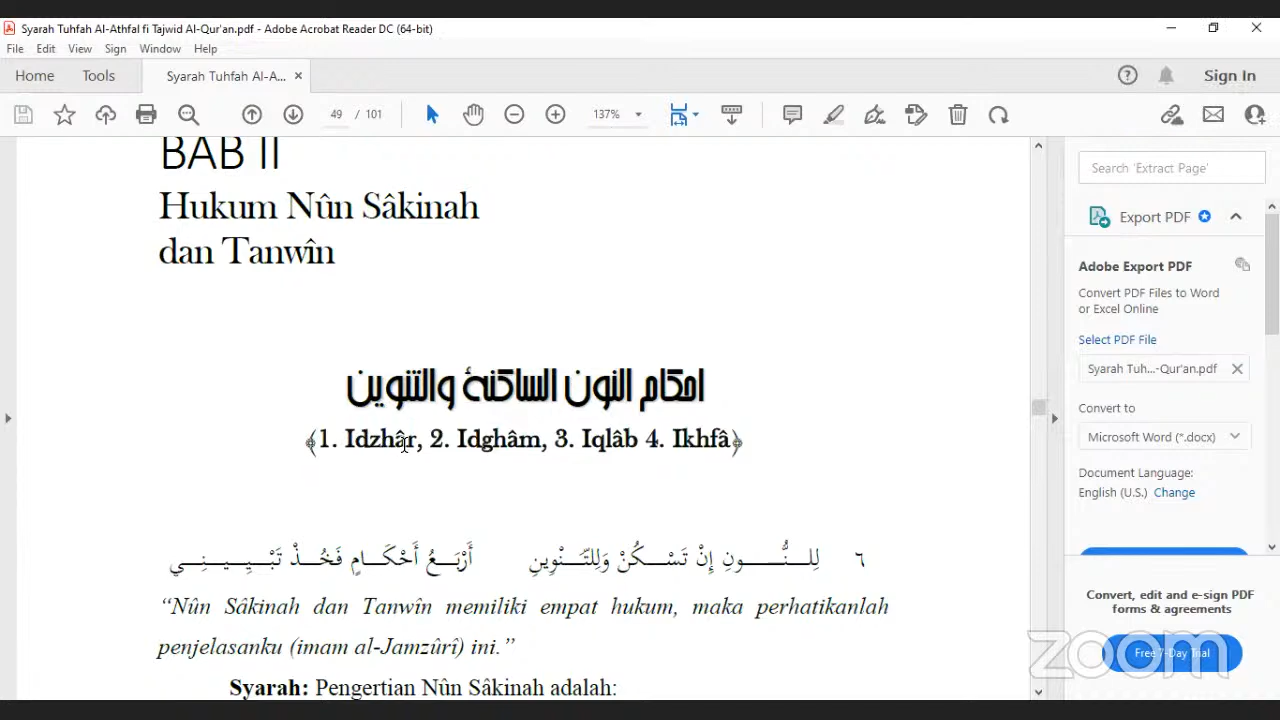 Syarah Tuhfah Al-Athfal fi Tajwid Al-Qur'an.pdf - Adobe Acrobat Reader DC (64-bit)
File Edit View Sign Window Help
Home Tools Syarah Tuhfah Al-A... × Sign In
49 / 101 137%
BAB II
Hukum Nûn Sâkinah
dan Tanwîn
احكام النون الساكنة والتنوين
﴾1. Idzhâr, 2. Idghâm, 3. Iqlâb 4. Ikhfâ﴿
٦ لِلنُّونِ إِنْ تَسْكُنْ وَلِلتَّنْوِينِ أَرْبَعُ أَحْكَامٍ فَخُذْ تَبْيِينِي
“Nûn Sâkinah dan Tanwîn memiliki empat hukum, maka perhatikanlah
penjelasanku (imam al-Jamzûrî) ini.”
Syarah: Pengertian Nûn Sâkinah adalah:
Search 'Extract Page'
Export PDF
Adobe Export PDF
Convert PDF Files to Word
or Excel Online
Select PDF File
Syarah Tuh...-Qur'an.pdf
Convert to
Microsoft Word (*.docx)
Document Language:
English (U.S.) Change
Convert, edit and e-sign PDF
forms & agreements
Free 7-Day Trial
zoom